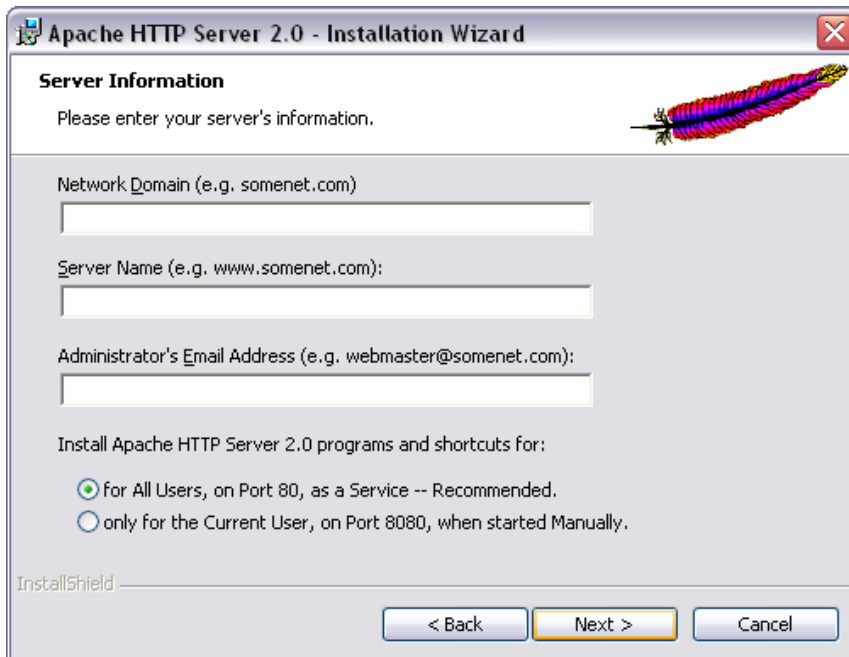 Apache HTTP Server 2.0 - Installation Wizard
Server Information
Please enter your server's information.
Network Domain (e.g. somenet.com)
Server Name (e.g. www.somenet.com):
Administrator's Email Address (e.g. webmaster@somenet.com):
Install Apache HTTP Server 2.0 programs and shortcuts for:
for All Users, on Port 80, as a Service -- Recommended.
only for the Current User, on Port 8080, when started Manually.
InstallShield
< Back Next > Cancel